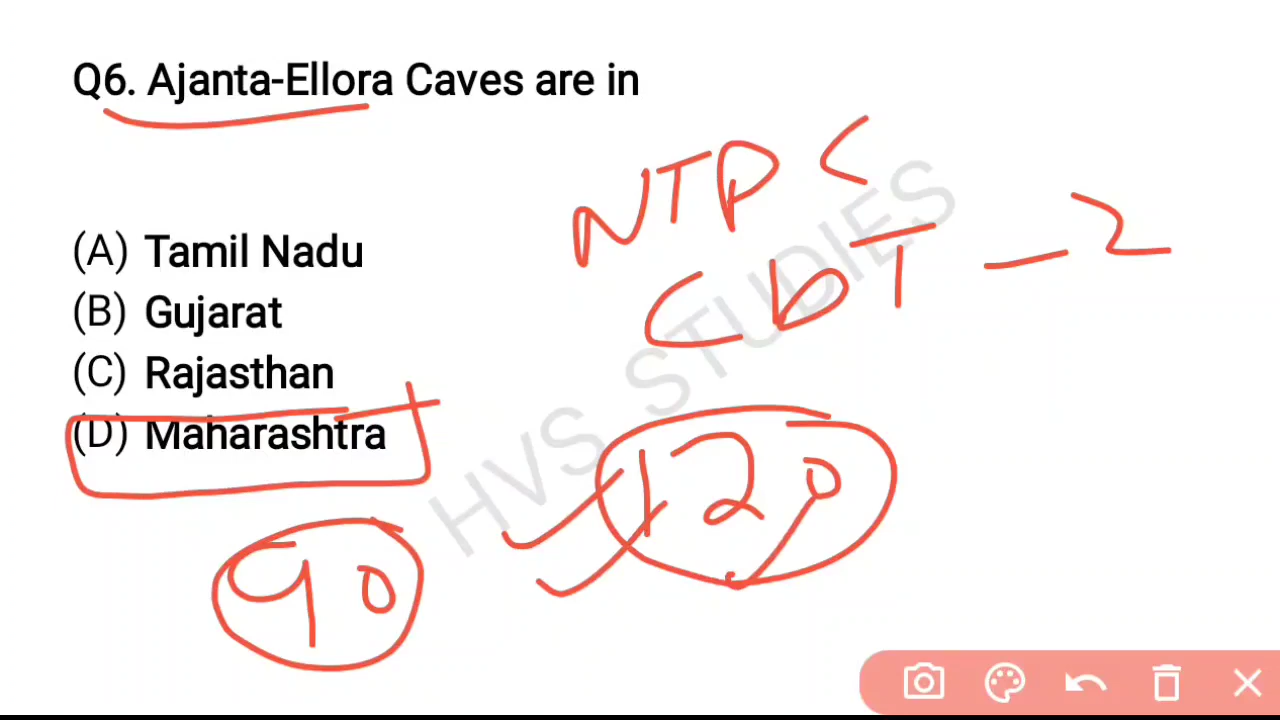 Q6. Ajanta-Ellora Caves are in
NTPC
CBT - 2
(A) Tamil Nadu
(B) Gujarat
(C) Rajasthan
(D) Maharashtra
120
90
HVS STUDIES